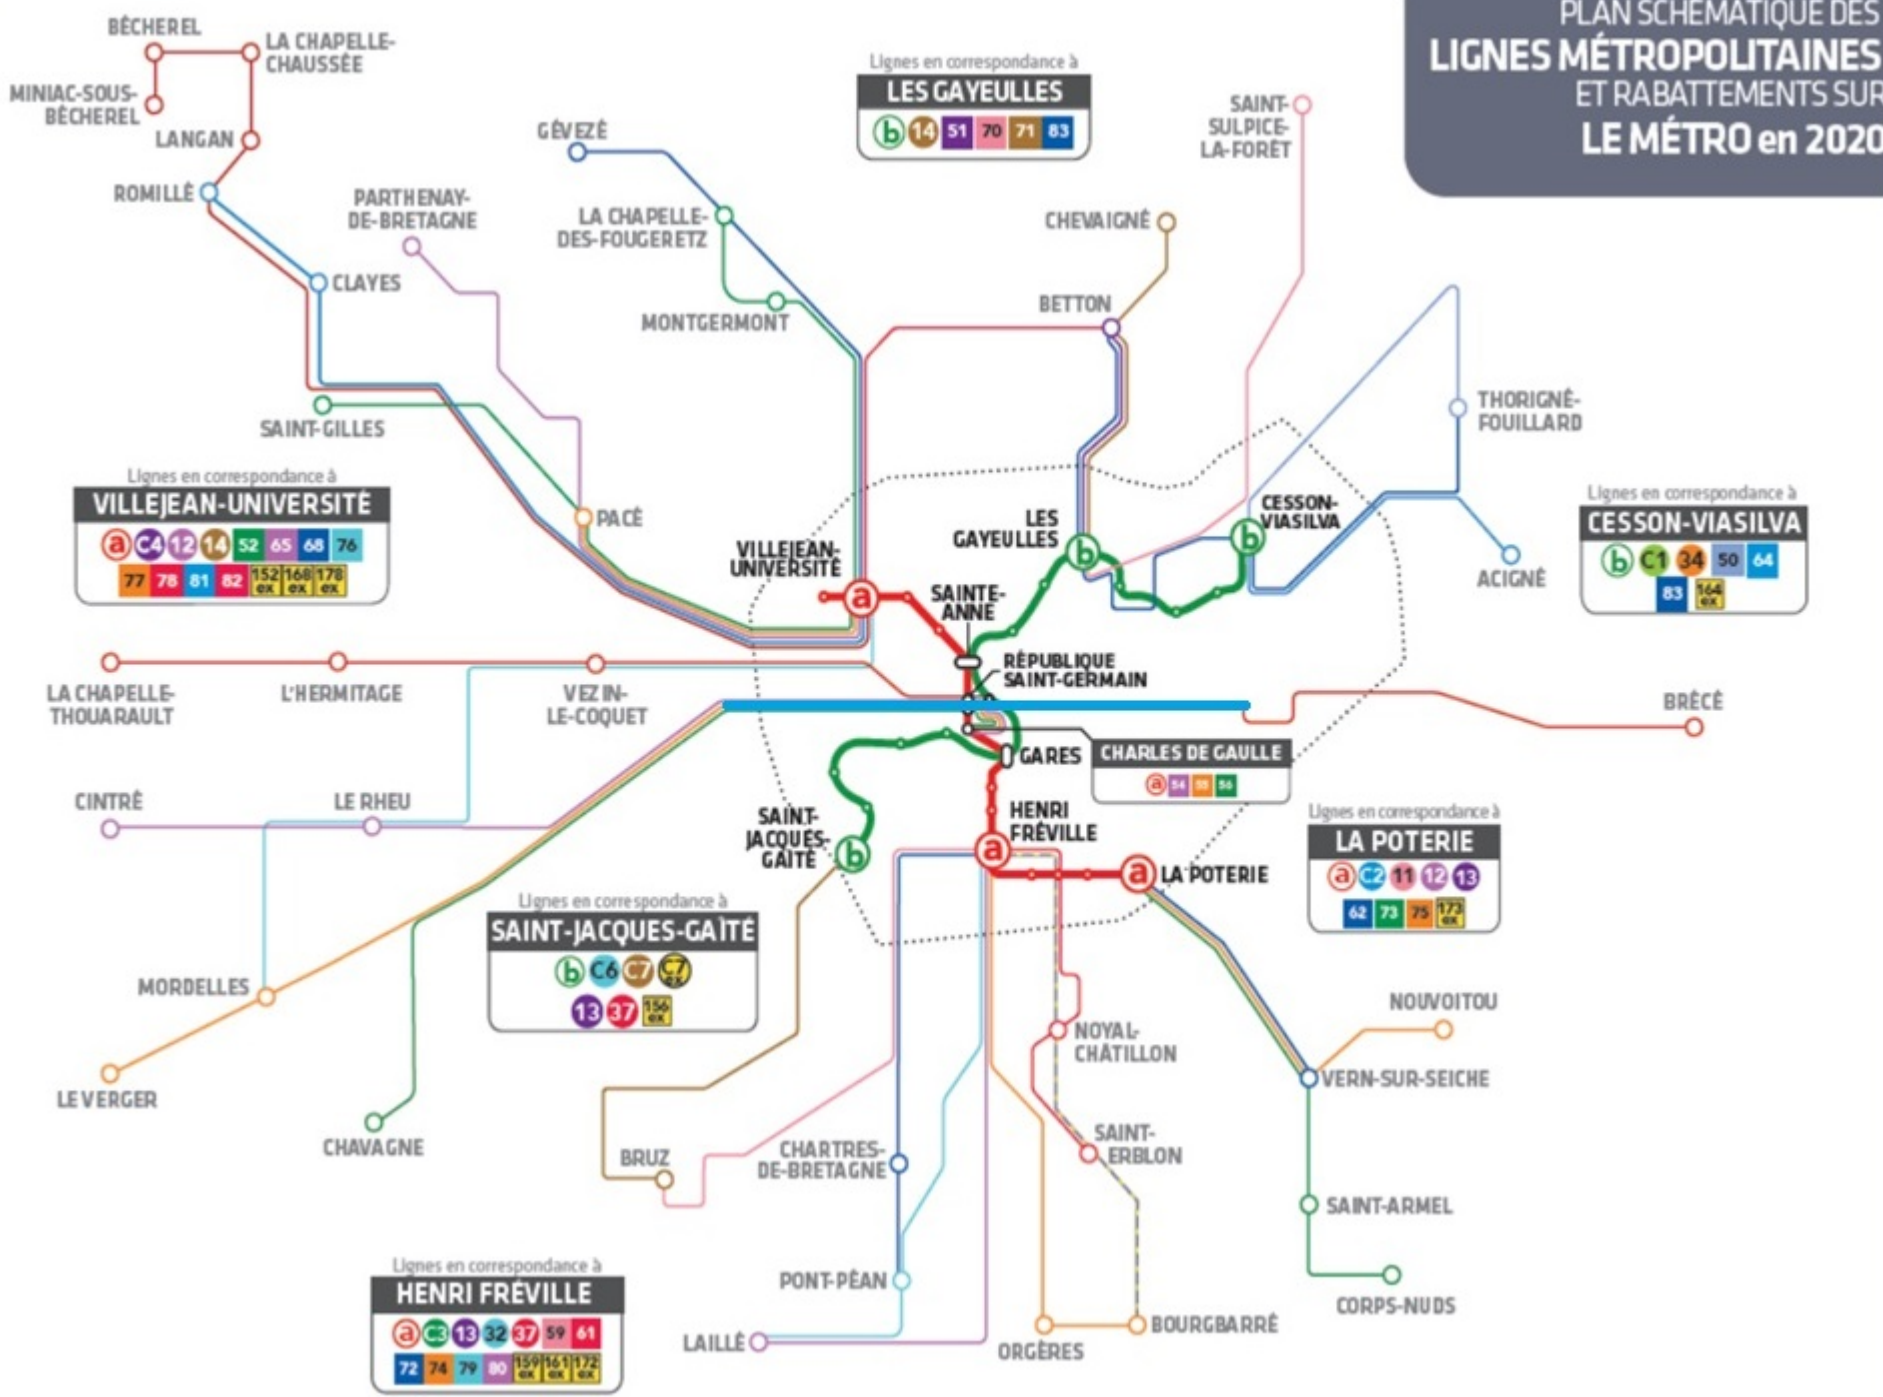 PLAN SCHÉMATIQUE DES
LIGNES MÉTROPOLITAINES
ET RABATTEMENTS SUR
LE MÉTRO en 2020
BÉCHEREL
LA CHAPELLE-
CHAUSSÉE
MINIAC-SOUS-
BÉCHEREL
LANGAN
ROMILLÉ
PARTHENAY-
DE-BRETAGNE
CLAYES
SAINT-GILLES
GÉVEZÉ
LA CHAPELLE-
DES-FOUGERETZ
MONTGERMONT
Lignes en correspondance à
LES GAYEULLES
b 14 51 70 71 83
SAINT-
SULPICE-
LA-FORÊT
CHEVAIGNÉ
BETTON
THORIGNÉ-
FOUILLARD
Lignes en correspondance à
VILLEJEAN-UNIVERSITÉ
a C4 12 14 52 65 68 76
77 78 81 82 152 ex 168 ex 178 ex
PACÉ
VILLEJEAN-
UNIVERSITÉ
a
LES
GAYEULLES
b
CESSON-
VIASILVA
b
Lignes en correspondance à
CESSON-VIASILVA
b C1 34 50 64
83 164 ex
ACIGNÉ
SAINTE-
ANNE
RÉPUBLIQUE
SAINT-GERMAIN
LA CHAPELLE-
THOUARAULT
L'HERMITAGE
VEZIN-
LE-COQUET
BRÉCÉ
GARES
CHARLES DE GAULLE
a 54 55 56
CINTRÉ
LE RHEU
SAINT-
JACQUES-
GAÎTÉ
b
HENRI
FRÉVILLE
a
a
LA POTERIE
Lignes en correspondance à
LA POTERIE
a C2 11 12 13
62 73 75 173 ex
Lignes en correspondance à
SAINT-JACQUES-GAÎTÉ
b C6 C7 C7 ex
13 37 156 ex
MORDELLES
LE VERGER
CHAVAGNE
NOUVOITOU
NOYAL-
CHÂTILLON
VERN-SUR-SEICHE
BRUZ
CHARTRES-
DE-BRETAGNE
SAINT-
ERBLON
SAINT-ARMEL
PONT-PÉAN
CORPS-NUDS
Lignes en correspondance à
HENRI FRÉVILLE
a C3 13 32 37 59 61
72 74 79 80 159 ex 161 ex 172 ex
LAILLÉ
ORGÈRES
BOURGBARRÉ